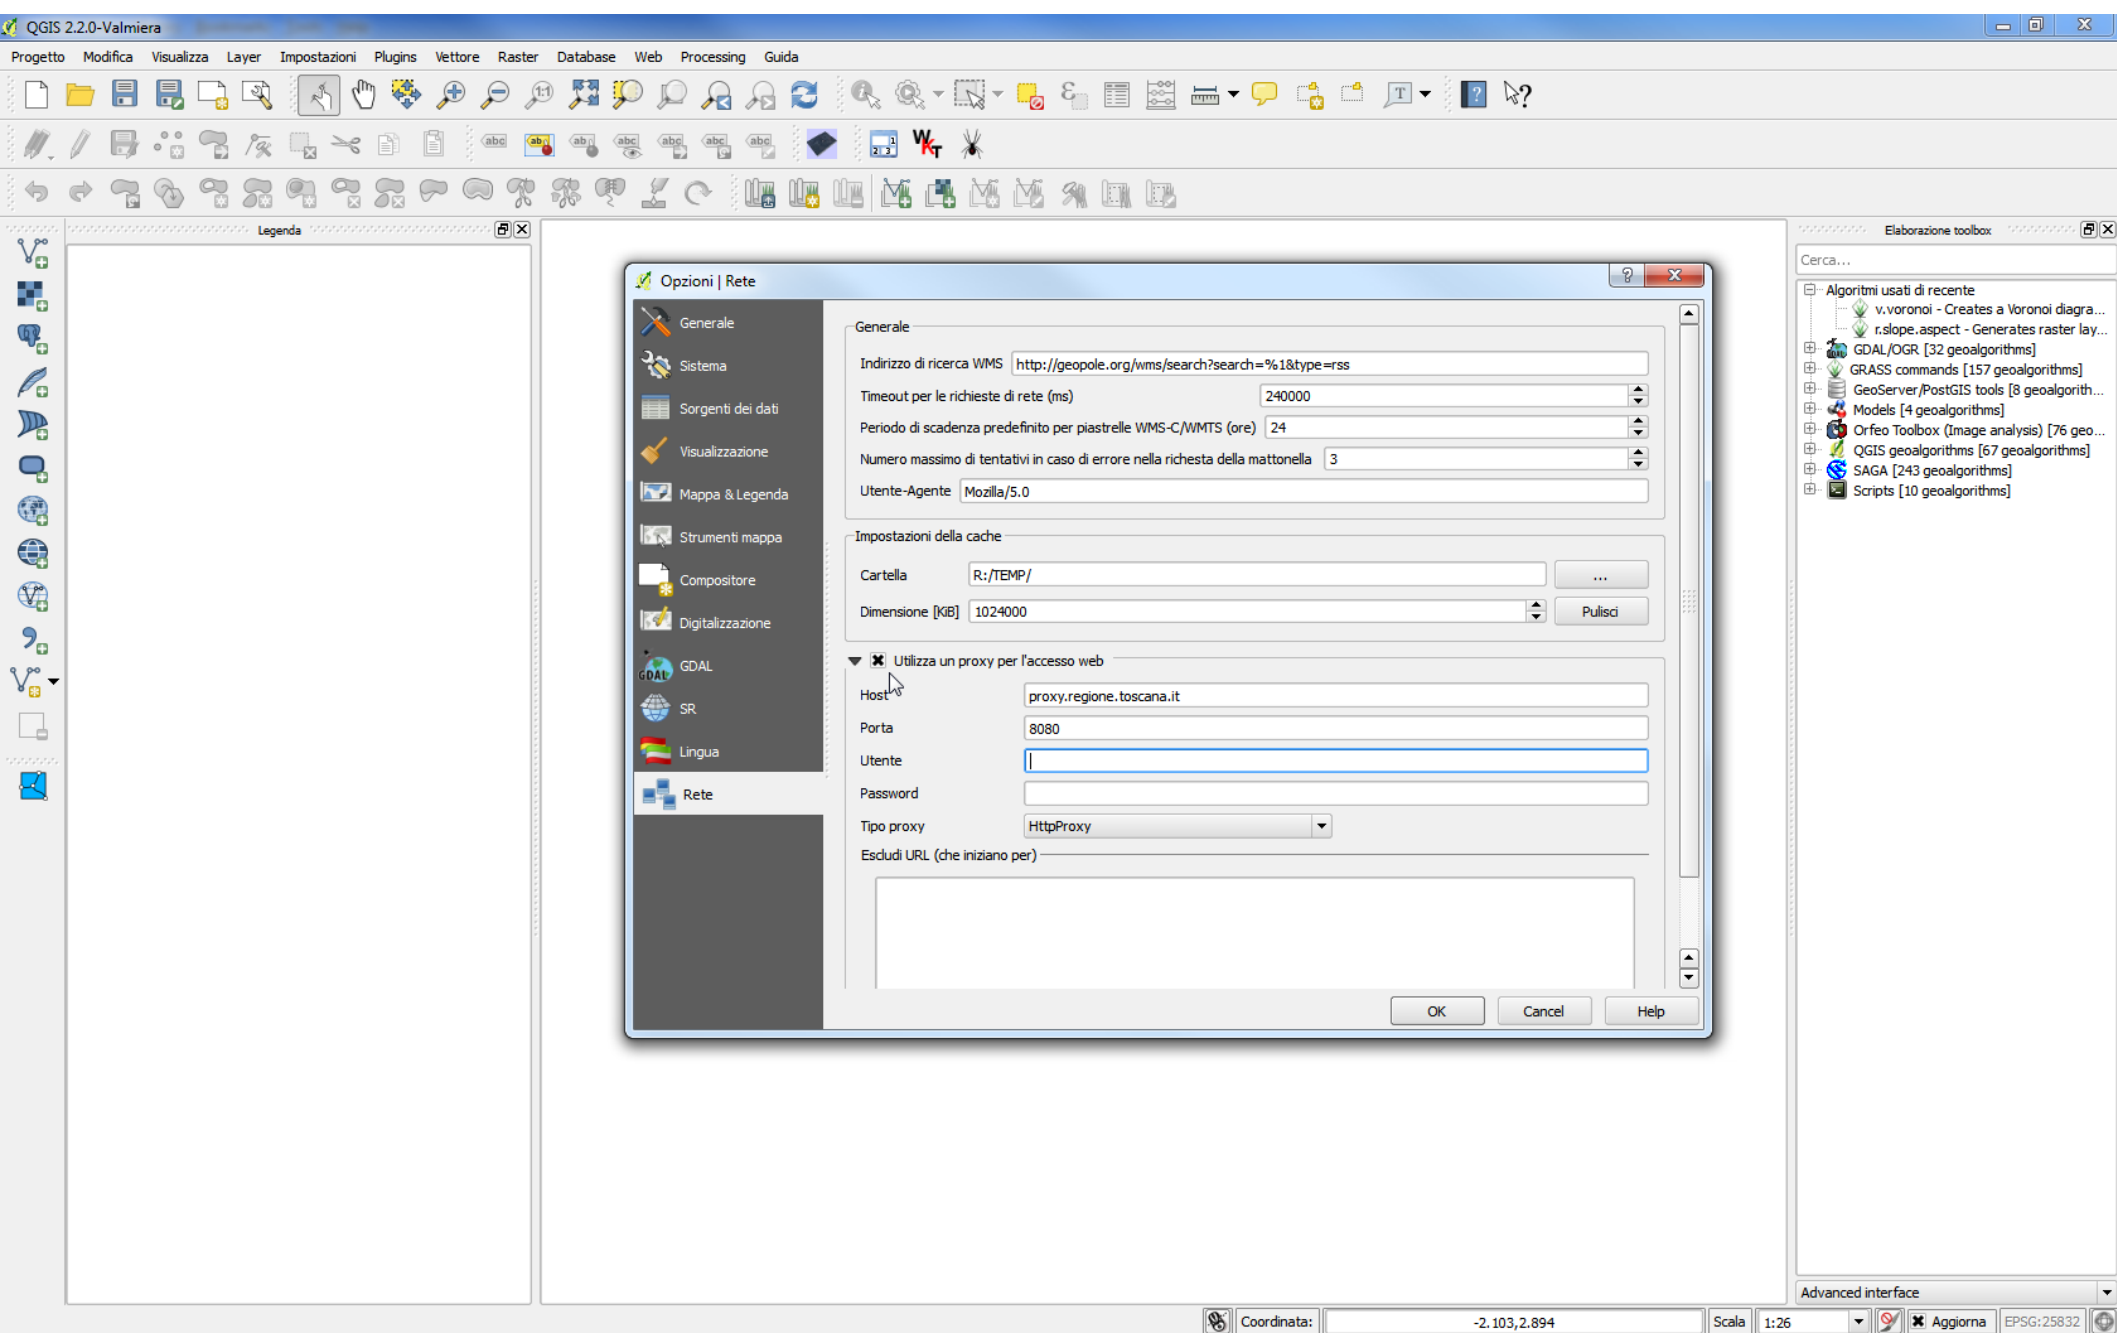 QGIS 2.2.0-Valmiera
Progetto Modifica Visualizza Layer Impostazioni Plugins Vettore Raster Database Web Processing Guida
Legenda
Elaborazione toolbox
Cerca...
Algoritmi usati di recente
v.voronoi - Creates a Voronoi diagra...
r.slope.aspect - Generates raster lay...
GDAL/OGR [32 geoalgorithms]
GRASS commands [157 geoalgorithms]
GeoServer/PostGIS tools [8 geoalgorith...
Models [4 geoalgorithms]
Orfeo Toolbox (Image analysis) [76 geo...
QGIS geoalgorithms [67 geoalgorithms]
SAGA [243 geoalgorithms]
Scripts [10 geoalgorithms]
Opzioni | Rete
Generale
Sistema
Sorgenti dei dati
Visualizzazione
Mappa & Legenda
Strumenti mappa
Compositore
Digitalizzazione
GDAL
SR
Lingua
Rete
Generale
Indirizzo di ricerca WMS http://geopole.org/wms/search?search=%1&type=rss
Timeout per le richieste di rete (ms) 240000
Periodo di scadenza predefinito per piastrelle WMS-C/WMTS (ore) 24
Numero massimo di tentativi in caso di errore nella richesta della mattonella 3
Utente-Agente Mozilla/5.0
Impostazioni della cache
Cartella R:/TEMP/ ...
Dimensione [KiB] 1024000 Pulisci
Utilizza un proxy per l'accesso web
Host proxy.regione.toscana.it
Porta 8080
Utente
Password
Tipo proxy HttpProxy
Escludi URL (che iniziano per)
OK Cancel Help
Advanced interface
Coordinata: -2.103,2.894 Scala 1:26 Aggiorna EPSG:25832